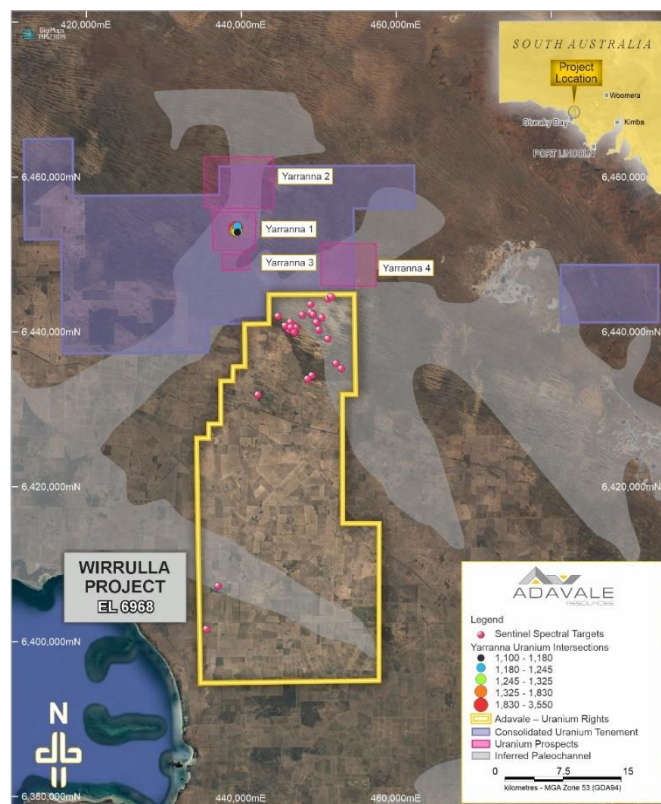 DigiMaps
420,000mE
440,000mE
460,000mE
SOUTH AUSTRALIA
Project
Location
Woomera
Streaky Bay
Kimba
PORT LINCOLN
6,460,000mN
6,460,000mN
Yarranna 2
Yarranna 1
Yarranna 3
Yarranna 4
6,440,000mN
6,440,000mN
6,420,000mN
6,420,000mN
WIRRULLA
PROJECT
EL 6968
6,400,000mN
N
6,380,000mN
440,000mE
460,000mE
ADAVALE
RESOURCES
Legend
Sentinel Spectral Targets
Yarranna Uranium Intersections
1,100 - 1,180
1,180 - 1,245
1,245 - 1,325
1,325 - 1,830
1,830 - 3,550
Adavale – Uranium Rights
Consolidated Uranium Tenement
Uranium Prospects
Inferred Paleochannel
0 7.5 15
kilometres - MGA Zone 53 (GDA94)